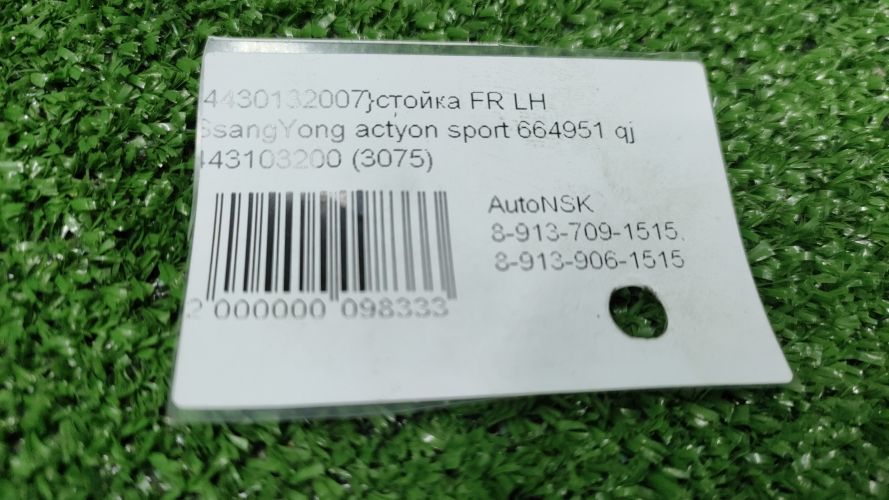 4430132007}стойка FR LH
SsangYong actyon sport 664951 qj
443103200 (3075)
AutoNSK
8-913-709-1515,
8-913-906-1515
2 000000 098333